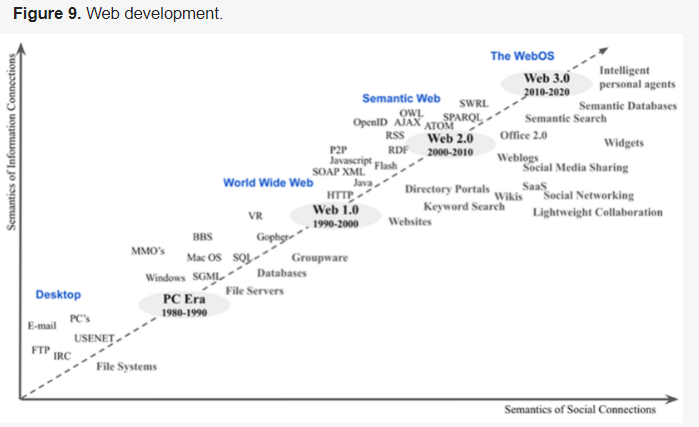 Figure 9. Web development.
Semantics of Information Connections
The WebOS
Web 3.0
2010-2020
Intelligent
personal agents
Semantic Databases
Semantic Search
Semantic Web
SWRL
OWL
SPARQL
OpenID AJAX ATOM
RSS
Web 2.0
2000-2010
Office 2.0
Widgets
P2P
RDF
Javascript
Flash
Weblogs
Social Media Sharing
SOAP XML
World Wide Web
Java
HTTP
Directory Portals
SaaS
Wikis
Social Networking
Keyword Search
Lightweight Collaboration
Web 1.0
1990-2000
Websites
VR
BBS
Gopher
MMO's
Mac OS
SQL
Groupware
Windows
SGML
Databases
File Servers
Desktop
PC Era
1980-1990
PC's
E-mail
USENET
FTP
IRC
File Systems
Semantics of Social Connections